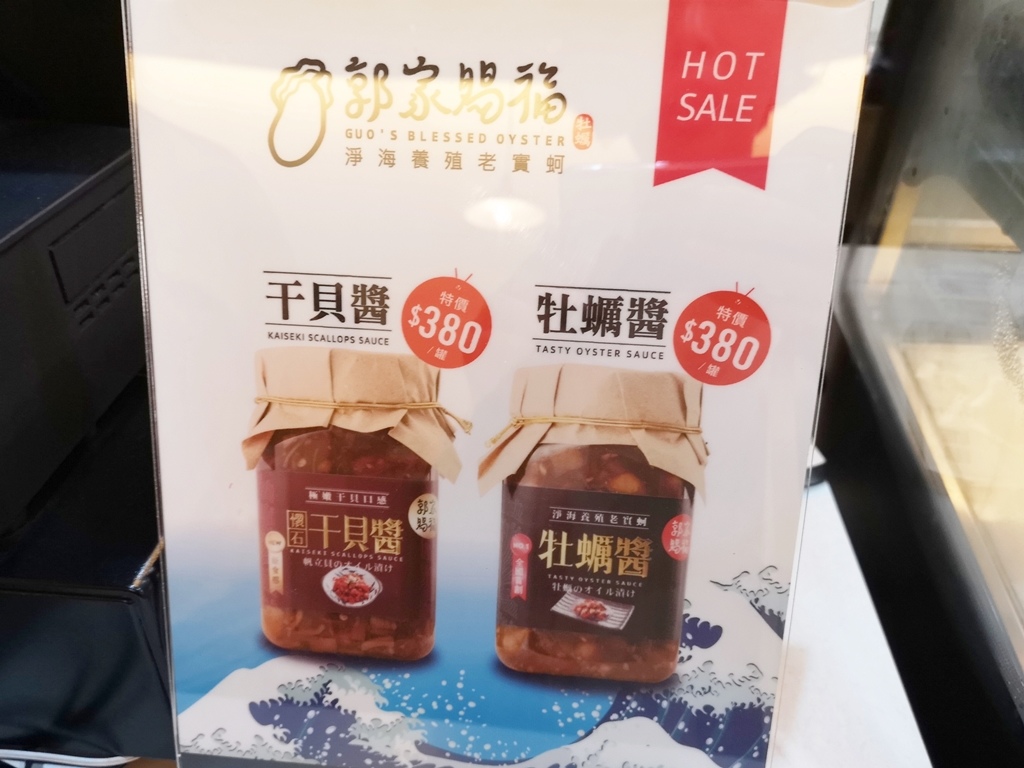 郭家賜福
GUO'S BLESSED OYSTER
牡蠣
淨海養殖老實蚵
HOT
SALE
干貝醬
KAISEKI SCALLOPS SAUCE
特價
$380
/罐
牡蠣醬
TASTY OYSTER SAUCE
特價
$380
/罐
極嫩干貝口感
懷石
干貝醬
KAISEKI SCALLOPS SAUCE
帆立貝のオイル漬け
淨海養殖老實蚵
牡蠣醬
TASTY OYSTER SAUCE
牡蠣のオイル漬け